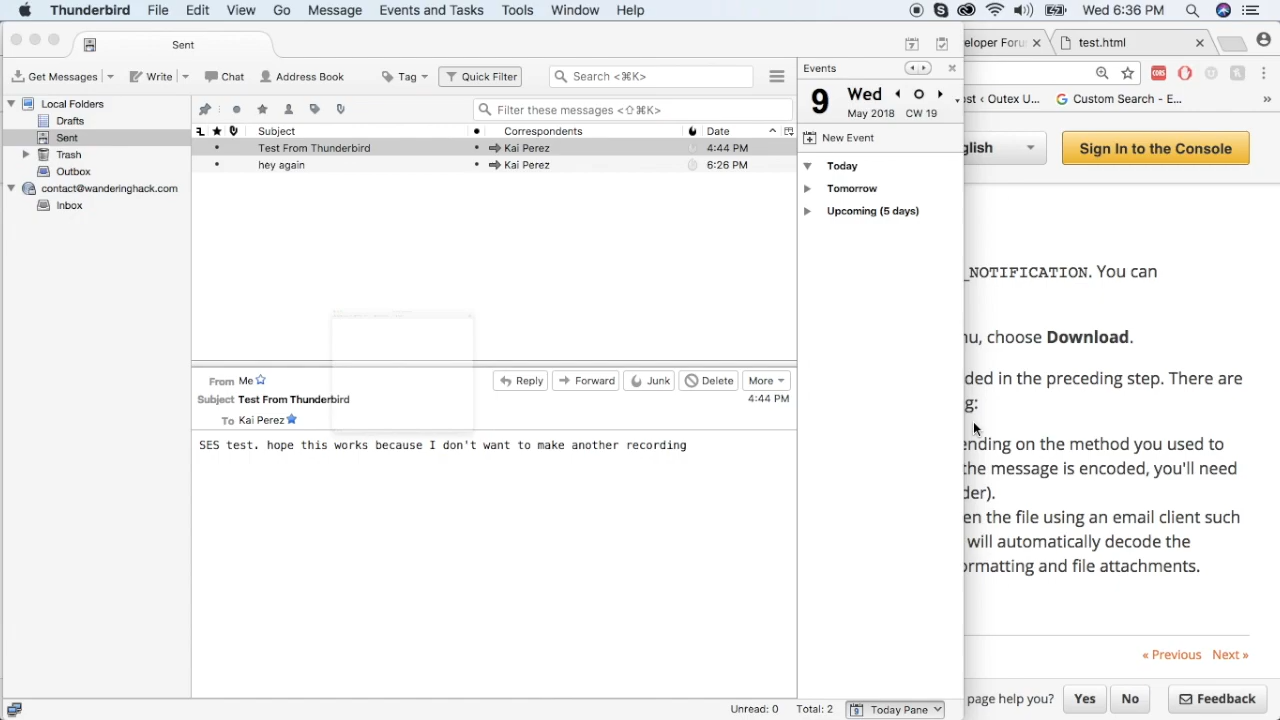 Thunderbird File Edit View Go Message Events and Tasks Tools Window Help Wed 6:36 PM
Sent
eloper Foru
test.html
Get Messages Write Chat Address Book Tag Quick Filter Search <⌘K>
Events
9 Wed
May 2018 CW 19
New Event
Today
Tomorrow
Upcoming (5 days)
Local Folders
Drafts
Sent
Trash
Outbox
contact@wanderinghack.com
Inbox
Filter these messages <⇧⌘K>
Subject Correspondents Date
Test From Thunderbird Kai Perez 4:44 PM
hey again Kai Perez 6:26 PM
From Me Reply Forward Junk Delete More
Subject Test From Thunderbird 4:44 PM
To Kai Perez
SES test. hope this works because I don't want to make another recording
Unread: 0 Total: 2 Today Pane
st ‹ Outex U... Custom Search - E... »
glish Sign In to the Console
_NOTIFICATION. You can
nu, choose Download.
ded in the preceding step. There are
g:
ending on the method you used to
the message is encoded, you'll need
der).
en the file using an email client such
will automatically decode the
ormatting and file attachments.
« Previous Next »
page help you? Yes No Feedback